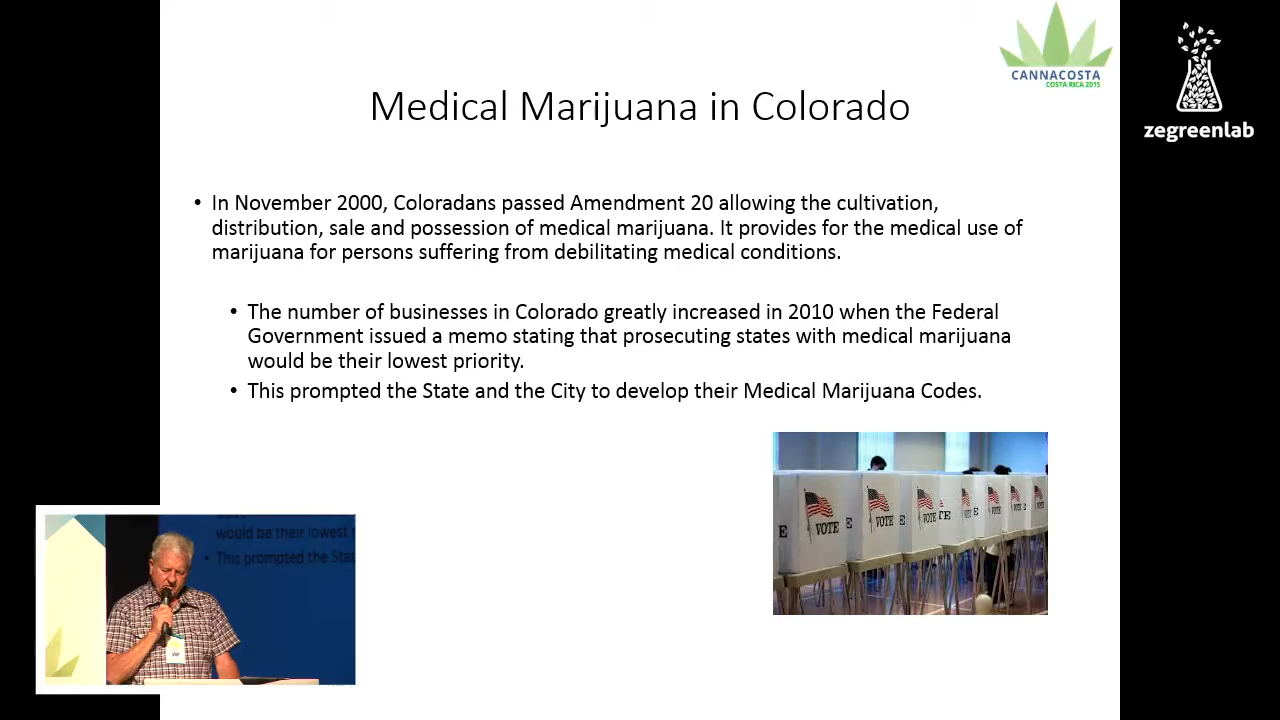 CANNACOSTA
COSTA RICA 2015
zegreenlab
Medical Marijuana in Colorado
• In November 2000, Coloradans passed Amendment 20 allowing the cultivation,
distribution, sale and possession of medical marijuana. It provides for the medical use of
marijuana for persons suffering from debilitating medical conditions.
• The number of businesses in Colorado greatly increased in 2010 when the Federal
Government issued a memo stating that prosecuting states with medical marijuana
would be their lowest priority.
• This prompted the State and the City to develop their Medical Marijuana Codes.
E VOTE E VOTE E VOTE TE E E E E
would be their lowest
• This prompted the Sta